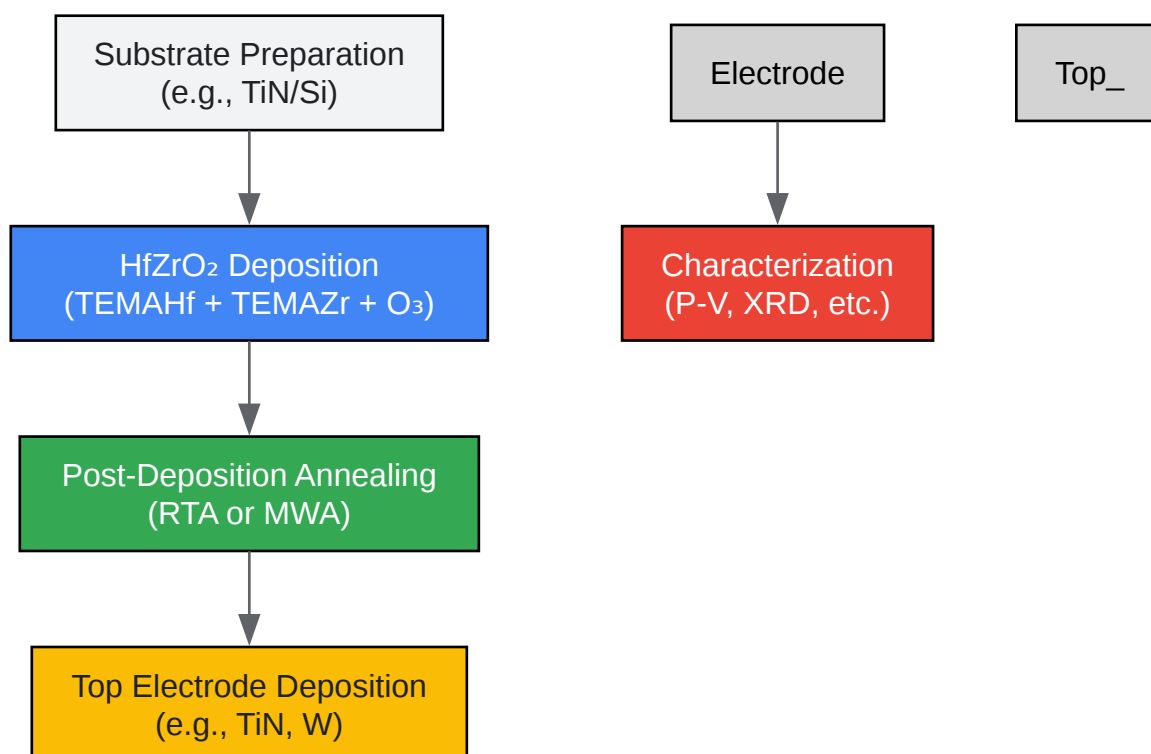 Substrate Preparation
(e.g., TiN/Si)
HfZrO₂ Deposition
(TEMAHf + TEMAZr + O₃)
Post-Deposition Annealing
(RTA or MWA)
Top Electrode Deposition
(e.g., TiN, W)
Electrode
Characterization
(P-V, XRD, etc.)
Top_